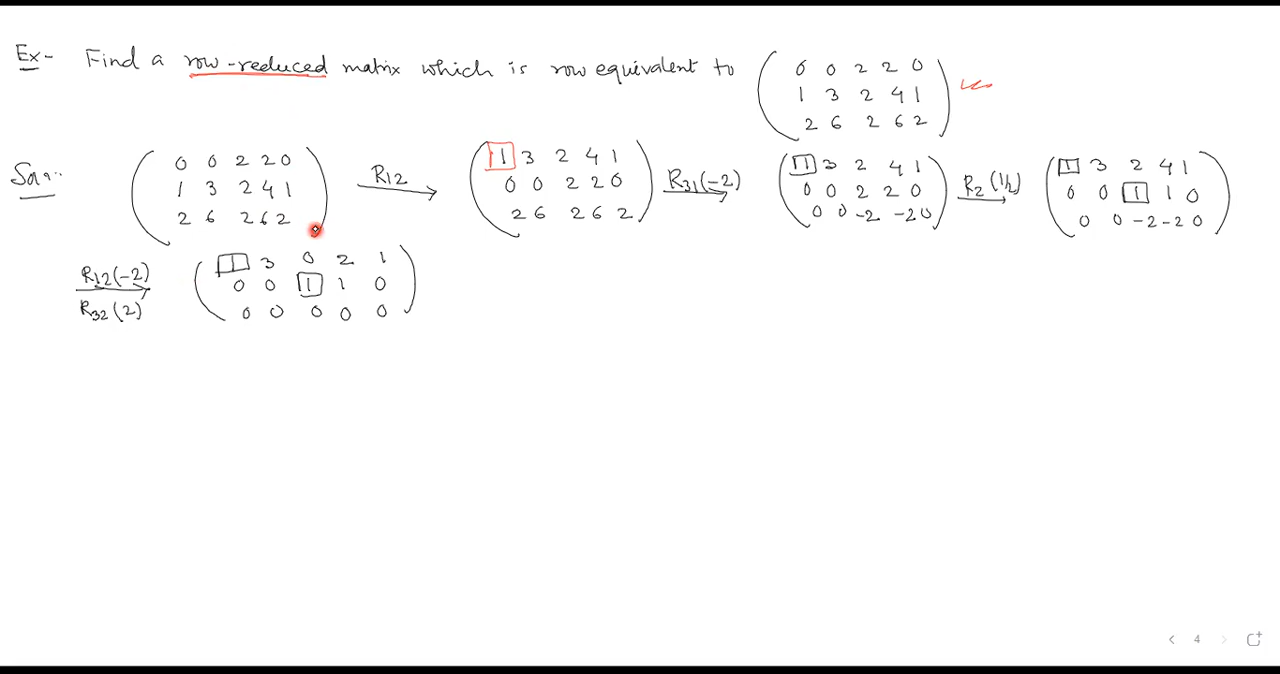 Ex- Find a row-reduced matrix which is row equivalent to
0 0 2 2 0
1 3 2 4 1
2 6 2 6 2
0 0 2 2 0
1 3 2 4 1
2 6 2 6 2
R12
1 3 2 4 1
0 0 2 2 0
2 6 2 6 2
R31(-2)
1 3 2 4 1
0 0 2 2 0
0 0 -2 -2 0
R2(1/2)
1 3 2 4 1
0 0 1 1 0
0 0 -2 -2 0
R12(-2)
R32(2)
1 3 0 2 1
0 0 1 1 0
0 0 0 0 0
4